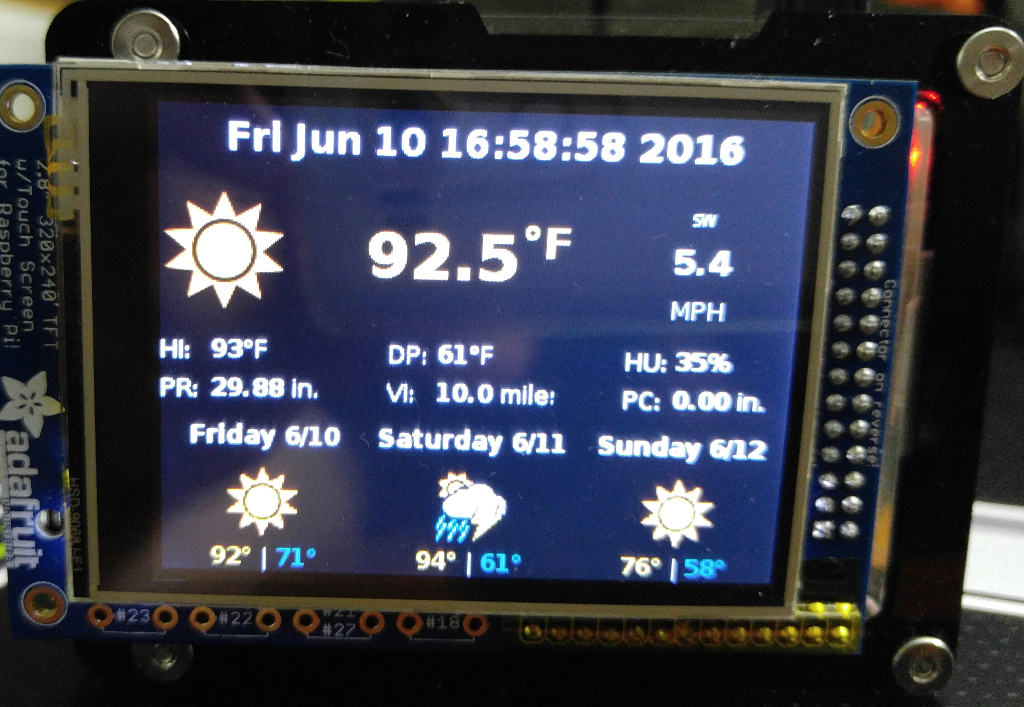 Fri Jun 10 16:58:58 2016
92.5°F
SW
5.4
MPH
HI: 93°F
DP: 61°F
HU: 35%
PR: 29.88 in.
VI: 10.0 mile:
PC: 0.00 in.
Friday 6/10
Saturday 6/11
Sunday 6/12
92° | 71°
94° | 61°
76° | 58°
2.8" 320x240 TFT
w/Touch Screen
for Raspberry Pi!
adafruit
Connector on reverse!
#23
#22
#21
#27
#18